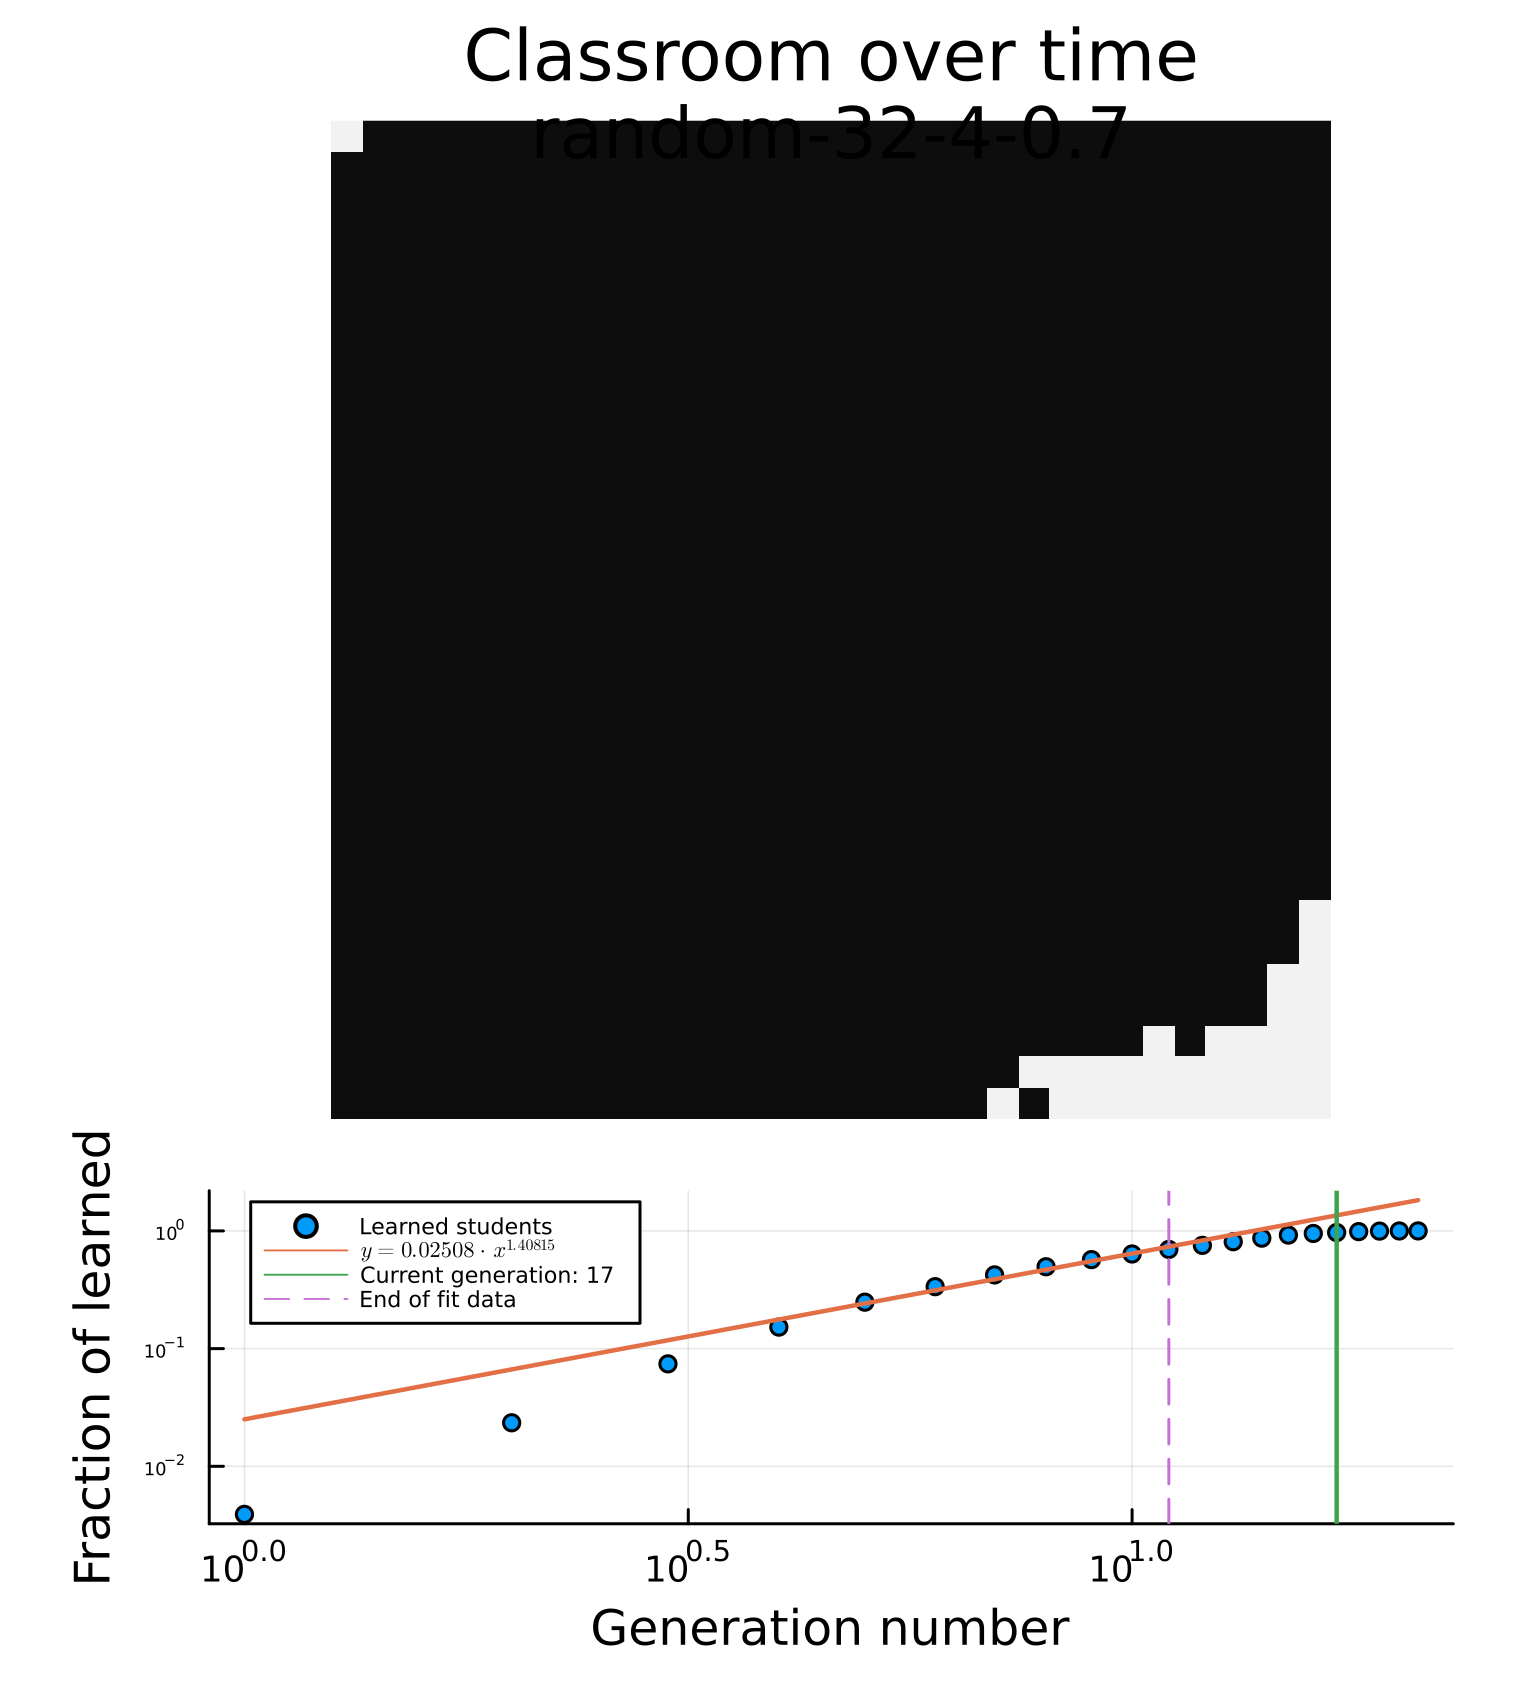 Classroom over time
random-32-4-0.7
Fraction of learned
10^0
10^−1
10^−2
Learned students
y = 0.02508 · x^1.40815
Current generation: 17
End of fit data
10^0.0
10^0.5
10^1.0
Generation number